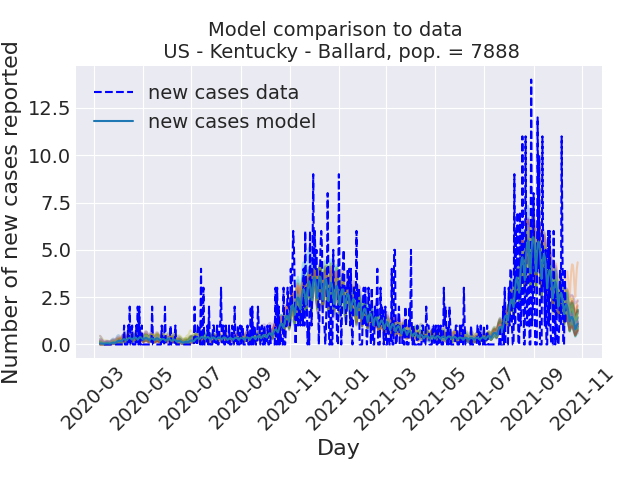 Model comparison to data
US - Kentucky - Ballard, pop. = 7888
Number of new cases reported
12.5
10.0
7.5
5.0
2.5
0.0
new cases data
new cases model
2020-03
2020-05
2020-07
2020-09
2020-11
2021-01
2021-03
2021-05
2021-07
2021-09
2021-11
Day